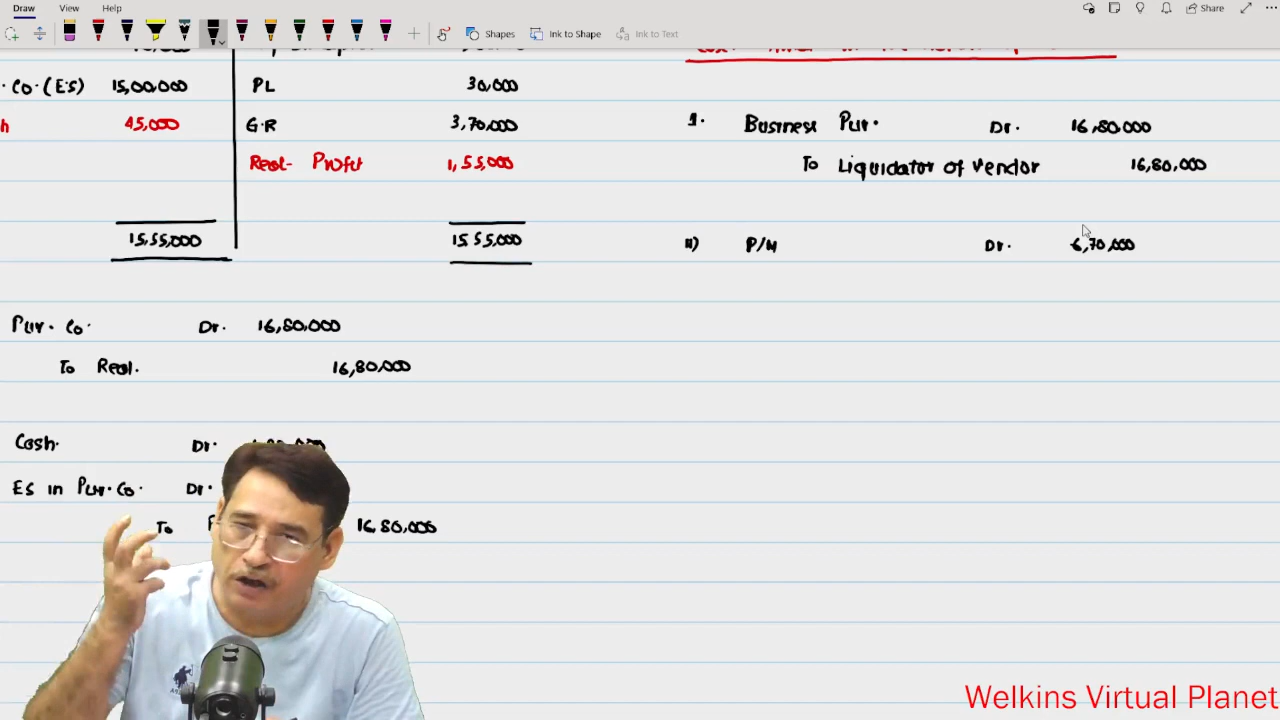 Draw View Help
Share
Shapes Ink to Shape Ink to Text
Co. (ES) 15,00,000 PL 30,000
45,000 G.R 3,70,000
Real. Profit 1,55,000
15,55,000 15,55,000
1. Business Pur. Dr. 16,80,000
To Liquidator of Vendor 16,80,000
II) P/M Dr. 6,70,000
Pur. Co. Dr. 16,80,000
To Real. 16,80,000
Cash. Dr.
ES in Pur. Co. Dr.
To 16,80,000
Welkins Virtual Planet